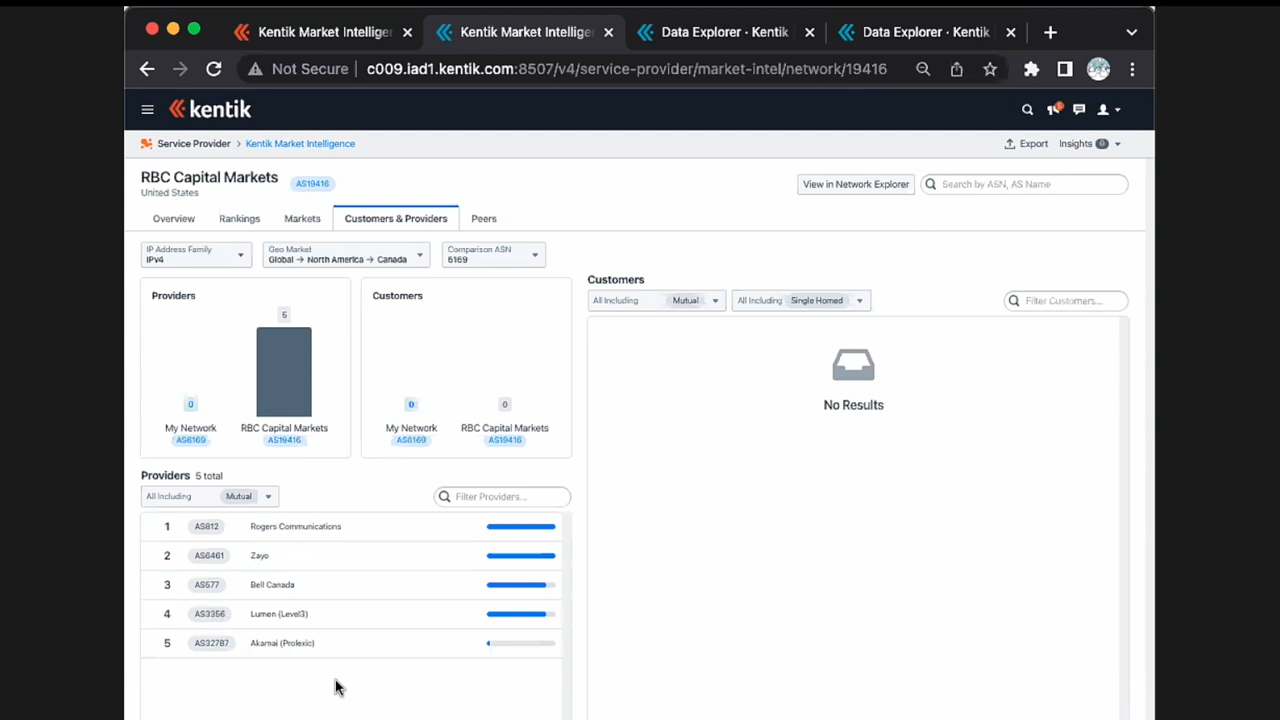 Kentik Market Intellige
Kentik Market Intellige
Data Explorer · Kentik
Data Explorer · Kentik
Not Secure | c009.iad1.kentik.com:8507/v4/service-provider/market-intel/network/19416
kentik
Service Provider > Kentik Market Intelligence
Export
Insights 0
RBC Capital Markets AS19416
United States
View in Network Explorer
Search by ASN, AS Name
Overview
Rankings
Markets
Customers & Providers
Peers
IP Address Family
IPv4
Geo Market
Global → North America → Canada
Comparison ASN
6169
Providers
5
0
My Network
AS6169
RBC Capital Markets
AS19416
Customers
0
0
My Network
AS6169
RBC Capital Markets
AS19416
Providers 5 total
All Including Mutual
Filter Providers...
1 AS812 Rogers Communications
2 AS6461 Zayo
3 AS577 Bell Canada
4 AS3356 Lumen (Level3)
5 AS32787 Akamai (Prolexic)
Customers
All Including Mutual
All Including Single Homed
Filter Customers...
No Results